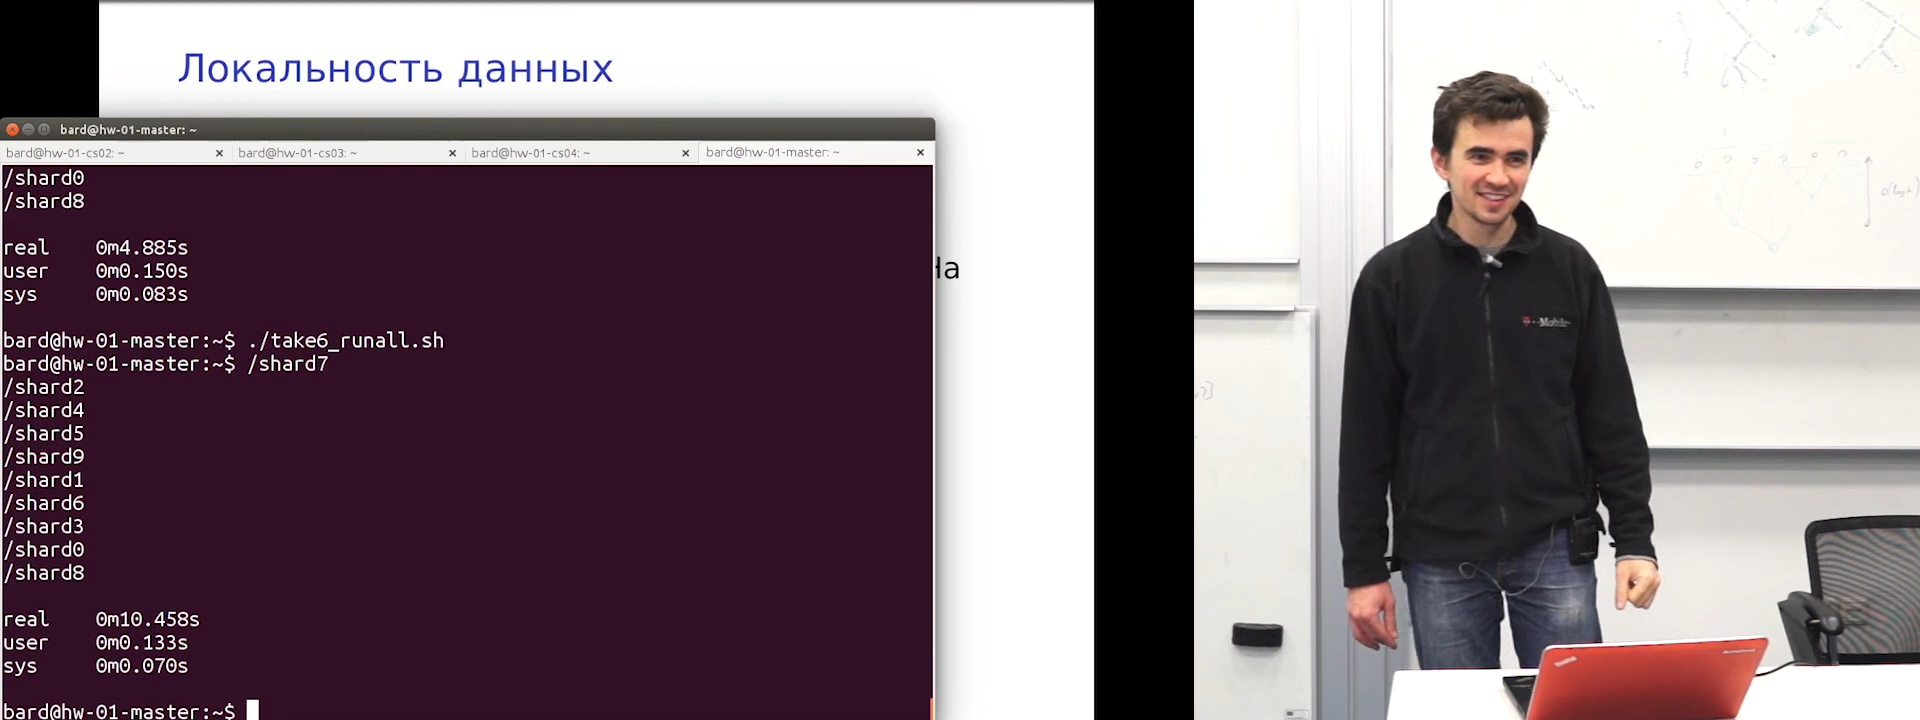 Локальность данных
bard@hw-01-master: ~
bard@hw-01-cs02: ~ × bard@hw-01-cs03: ~ × bard@hw-01-cs04: ~ × bard@hw-01-master: ~ ×
/shard0
/shard8
real 0m4.885s
user 0m0.150s
sys 0m0.083s
bard@hw-01-master:~$ ./take6_runall.sh
bard@hw-01-master:~$ /shard7
/shard2
/shard4
/shard5
/shard9
/shard1
/shard6
/shard3
/shard0
/shard8
real 0m10.458s
user 0m0.133s
sys 0m0.070s
bard@hw-01-master:~$
На
T··Mobile·